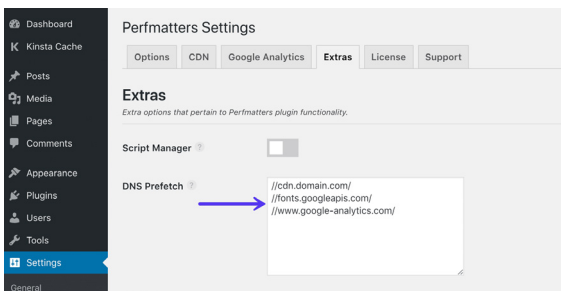 Dashboard
Kinsta Cache
Posts
Media
Pages
Comments
Appearance
Plugins
Users
Tools
Settings
General
Perfmatters Settings
Options CDN Google Analytics Extras License Support
Extras
Extra options that pertain to Perfmatters plugin functionality.
Script Manager ?
DNS Prefetch ?
//cdn.domain.com/
//fonts.googleapis.com/
//www.google-analytics.com/